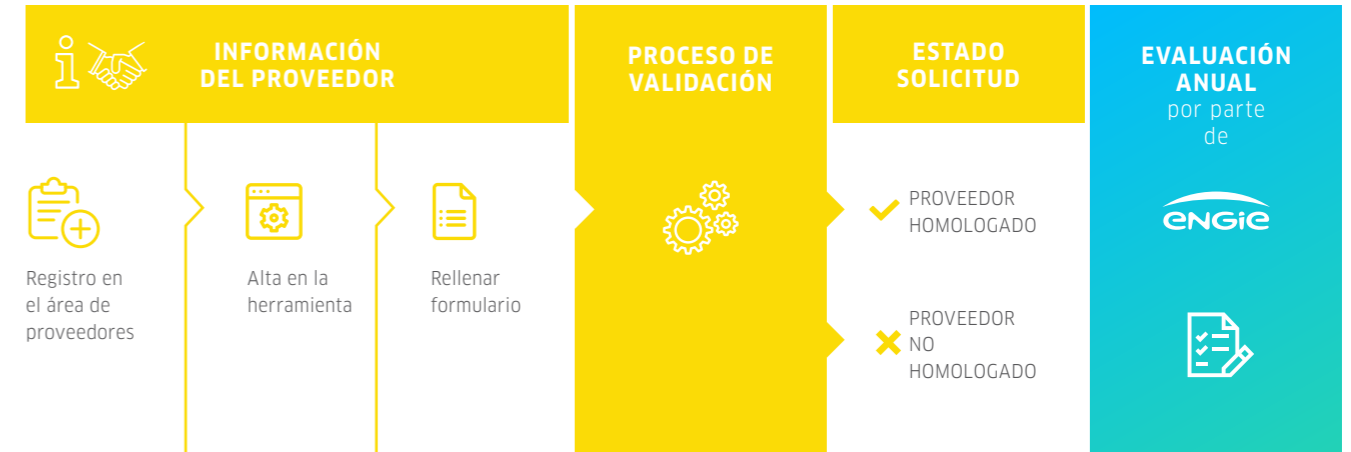 INFORMACIÓN
DEL PROVEEDOR
Registro en
el área de
proveedores
Alta en la
herramienta
Rellenar
formulario
PROCESO DE
VALIDACIÓN
ESTADO
SOLICITUD
PROVEEDOR
HOMOLOGADO
PROVEEDOR
NO
HOMOLOGADO
EVALUACIÓN
ANUAL
por parte
de
ENGIE